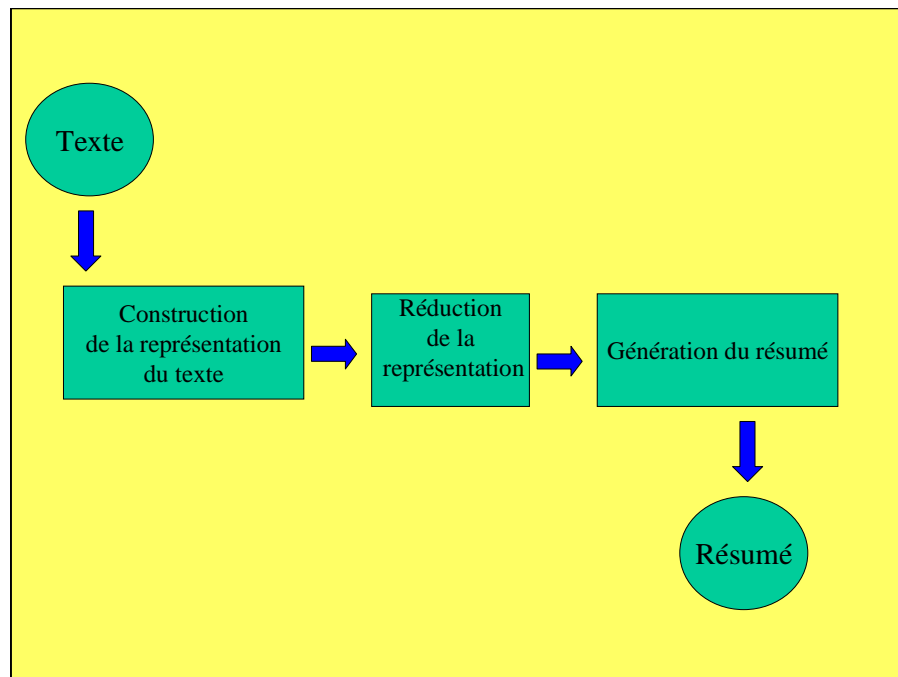 Texte
Construction
de la représentation
du texte
Réduction
de la
représentation
Génération du résumé
Résumé